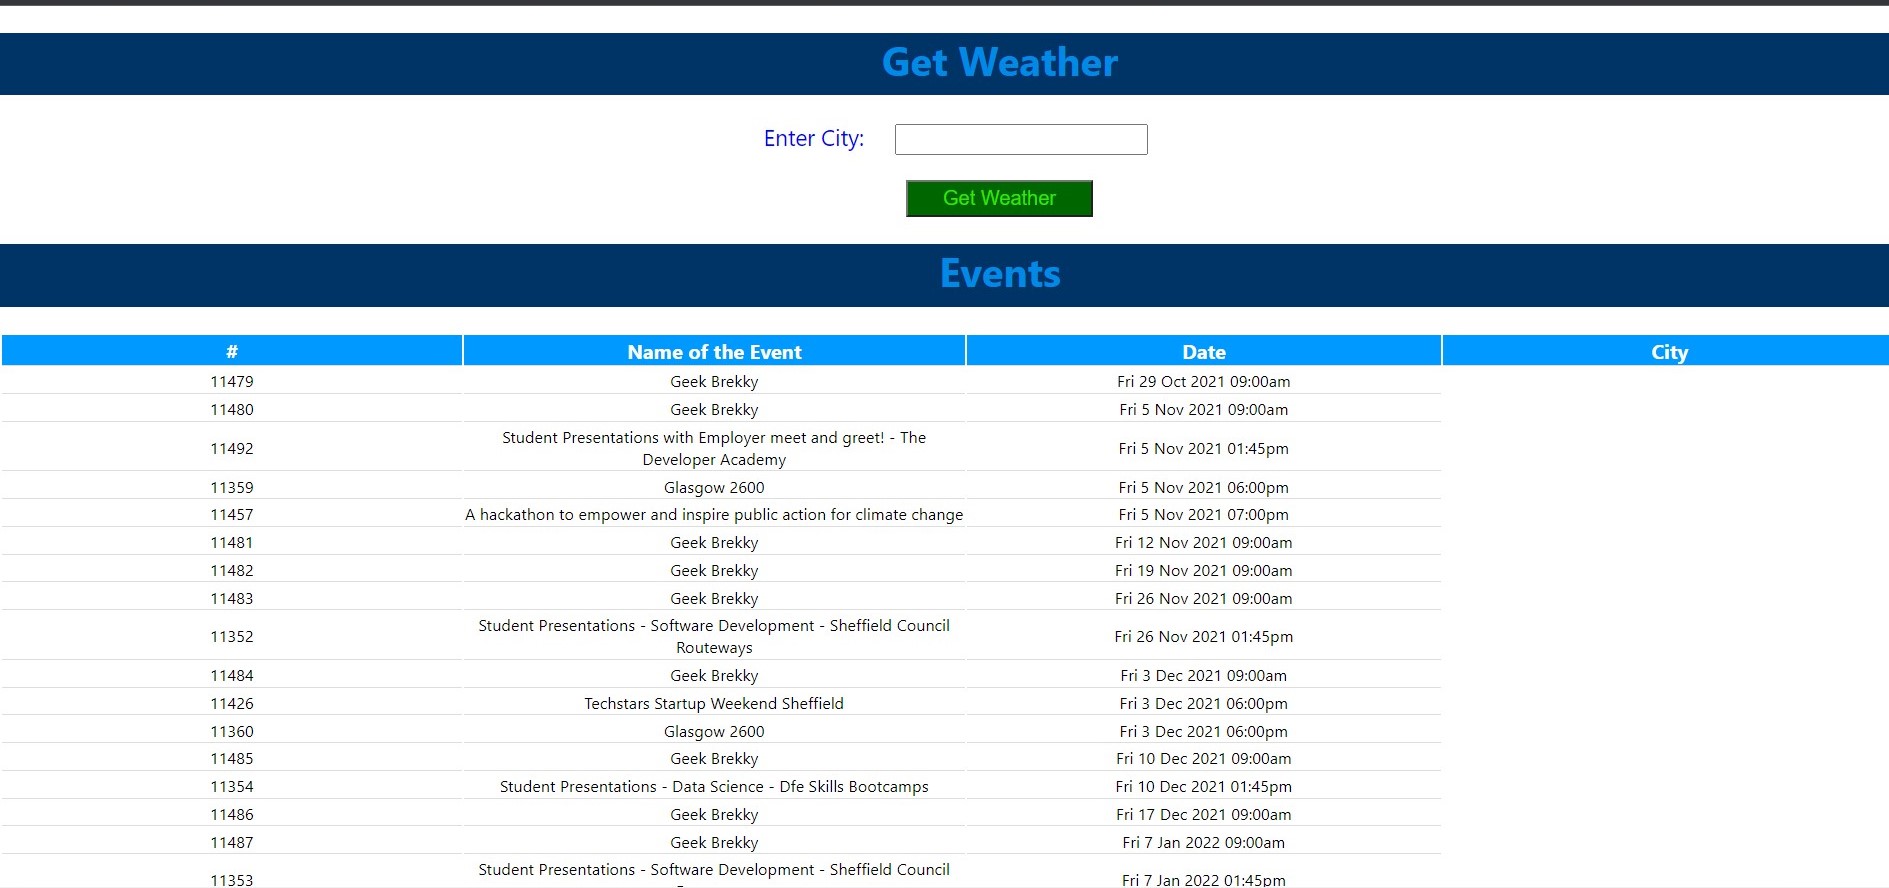 Get Weather
Enter City:
Get Weather
Events
# Name of the Event Date City
11479 Geek Brekky Fri 29 Oct 2021 09:00am
11480 Geek Brekky Fri 5 Nov 2021 09:00am
11492 Student Presentations with Employer meet and greet! - The Fri 5 Nov 2021 01:45pm
Developer Academy
11359 Glasgow 2600 Fri 5 Nov 2021 06:00pm
11457 A hackathon to empower and inspire public action for climate change Fri 5 Nov 2021 07:00pm
11481 Geek Brekky Fri 12 Nov 2021 09:00am
11482 Geek Brekky Fri 19 Nov 2021 09:00am
11483 Geek Brekky Fri 26 Nov 2021 09:00am
11352 Student Presentations - Software Development - Sheffield Council Fri 26 Nov 2021 01:45pm
Routeways
11484 Geek Brekky Fri 3 Dec 2021 09:00am
11426 Techstars Startup Weekend Sheffield Fri 3 Dec 2021 06:00pm
11360 Glasgow 2600 Fri 3 Dec 2021 06:00pm
11485 Geek Brekky Fri 10 Dec 2021 09:00am
11354 Student Presentations - Data Science - Dfe Skills Bootcamps Fri 10 Dec 2021 01:45pm
11486 Geek Brekky Fri 17 Dec 2021 09:00am
11487 Geek Brekky Fri 7 Jan 2022 09:00am
11353 Student Presentations - Software Development - Sheffield Council Fri 7 Jan 2022 01:45pm